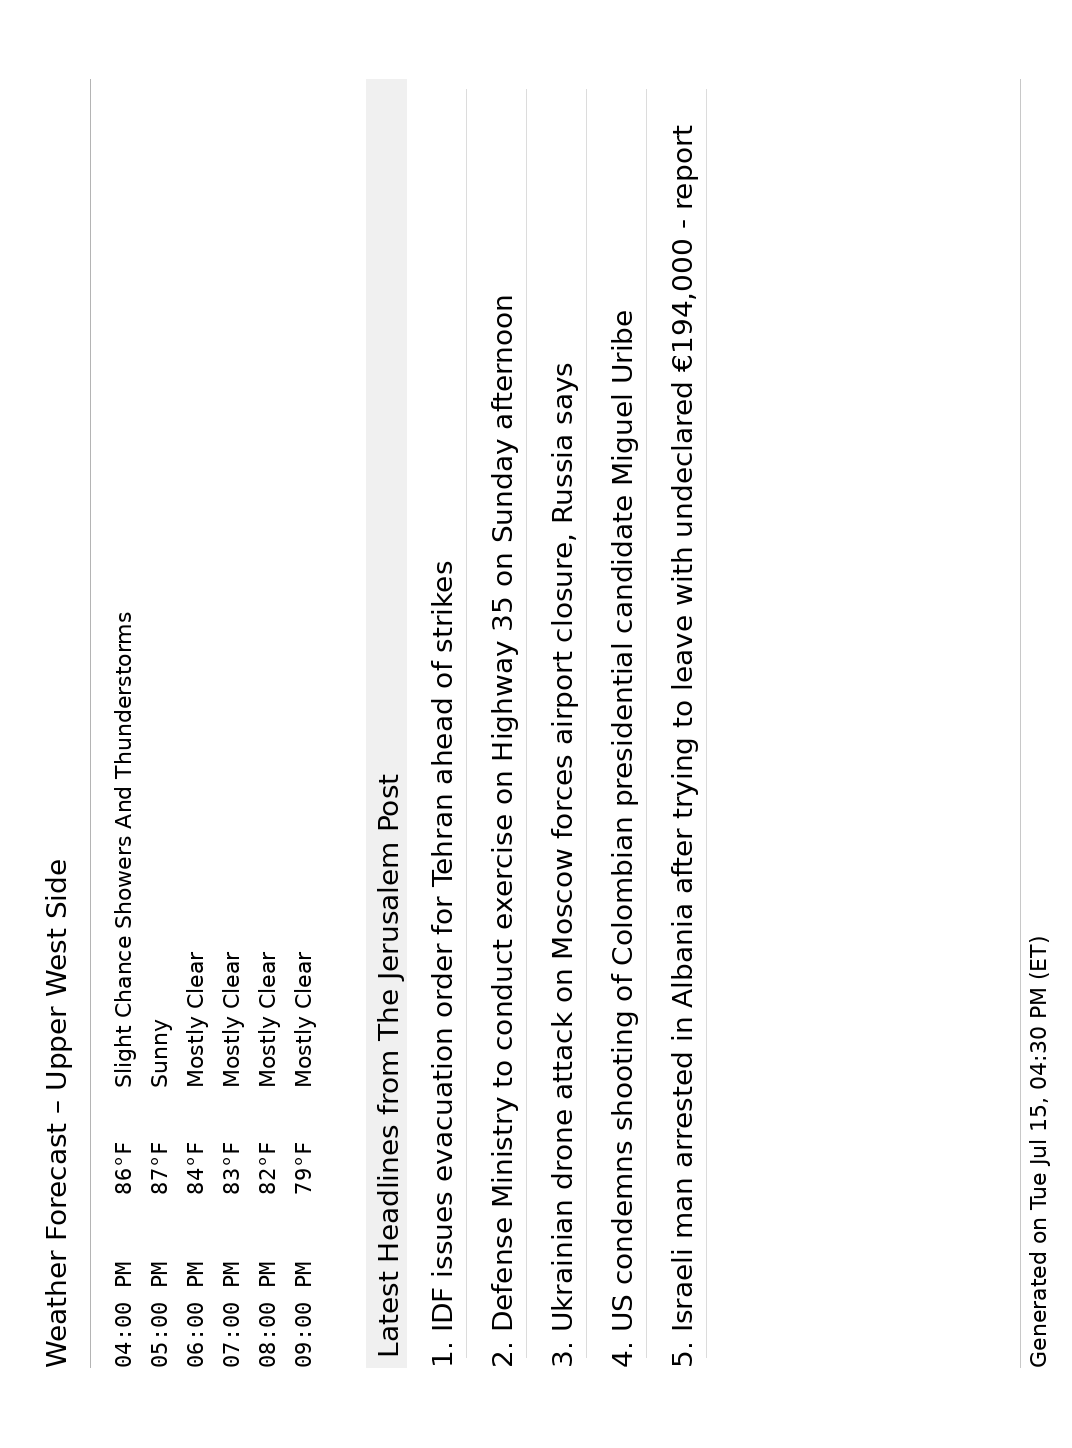 Weather Forecast – Upper West Side
04:00 PM 86°F Slight Chance Showers And Thunderstorms
05:00 PM 87°F Sunny
06:00 PM 84°F Mostly Clear
07:00 PM 83°F Mostly Clear
08:00 PM 82°F Mostly Clear
09:00 PM 79°F Mostly Clear
Latest Headlines from The Jerusalem Post
1. IDF issues evacuation order for Tehran ahead of strikes
2. Defense Ministry to conduct exercise on Highway 35 on Sunday afternoon
3. Ukrainian drone attack on Moscow forces airport closure, Russia says
4. US condemns shooting of Colombian presidential candidate Miguel Uribe
5. Israeli man arrested in Albania after trying to leave with undeclared €194,000 - report
Generated on Tue Jul 15, 04:30 PM (ET)